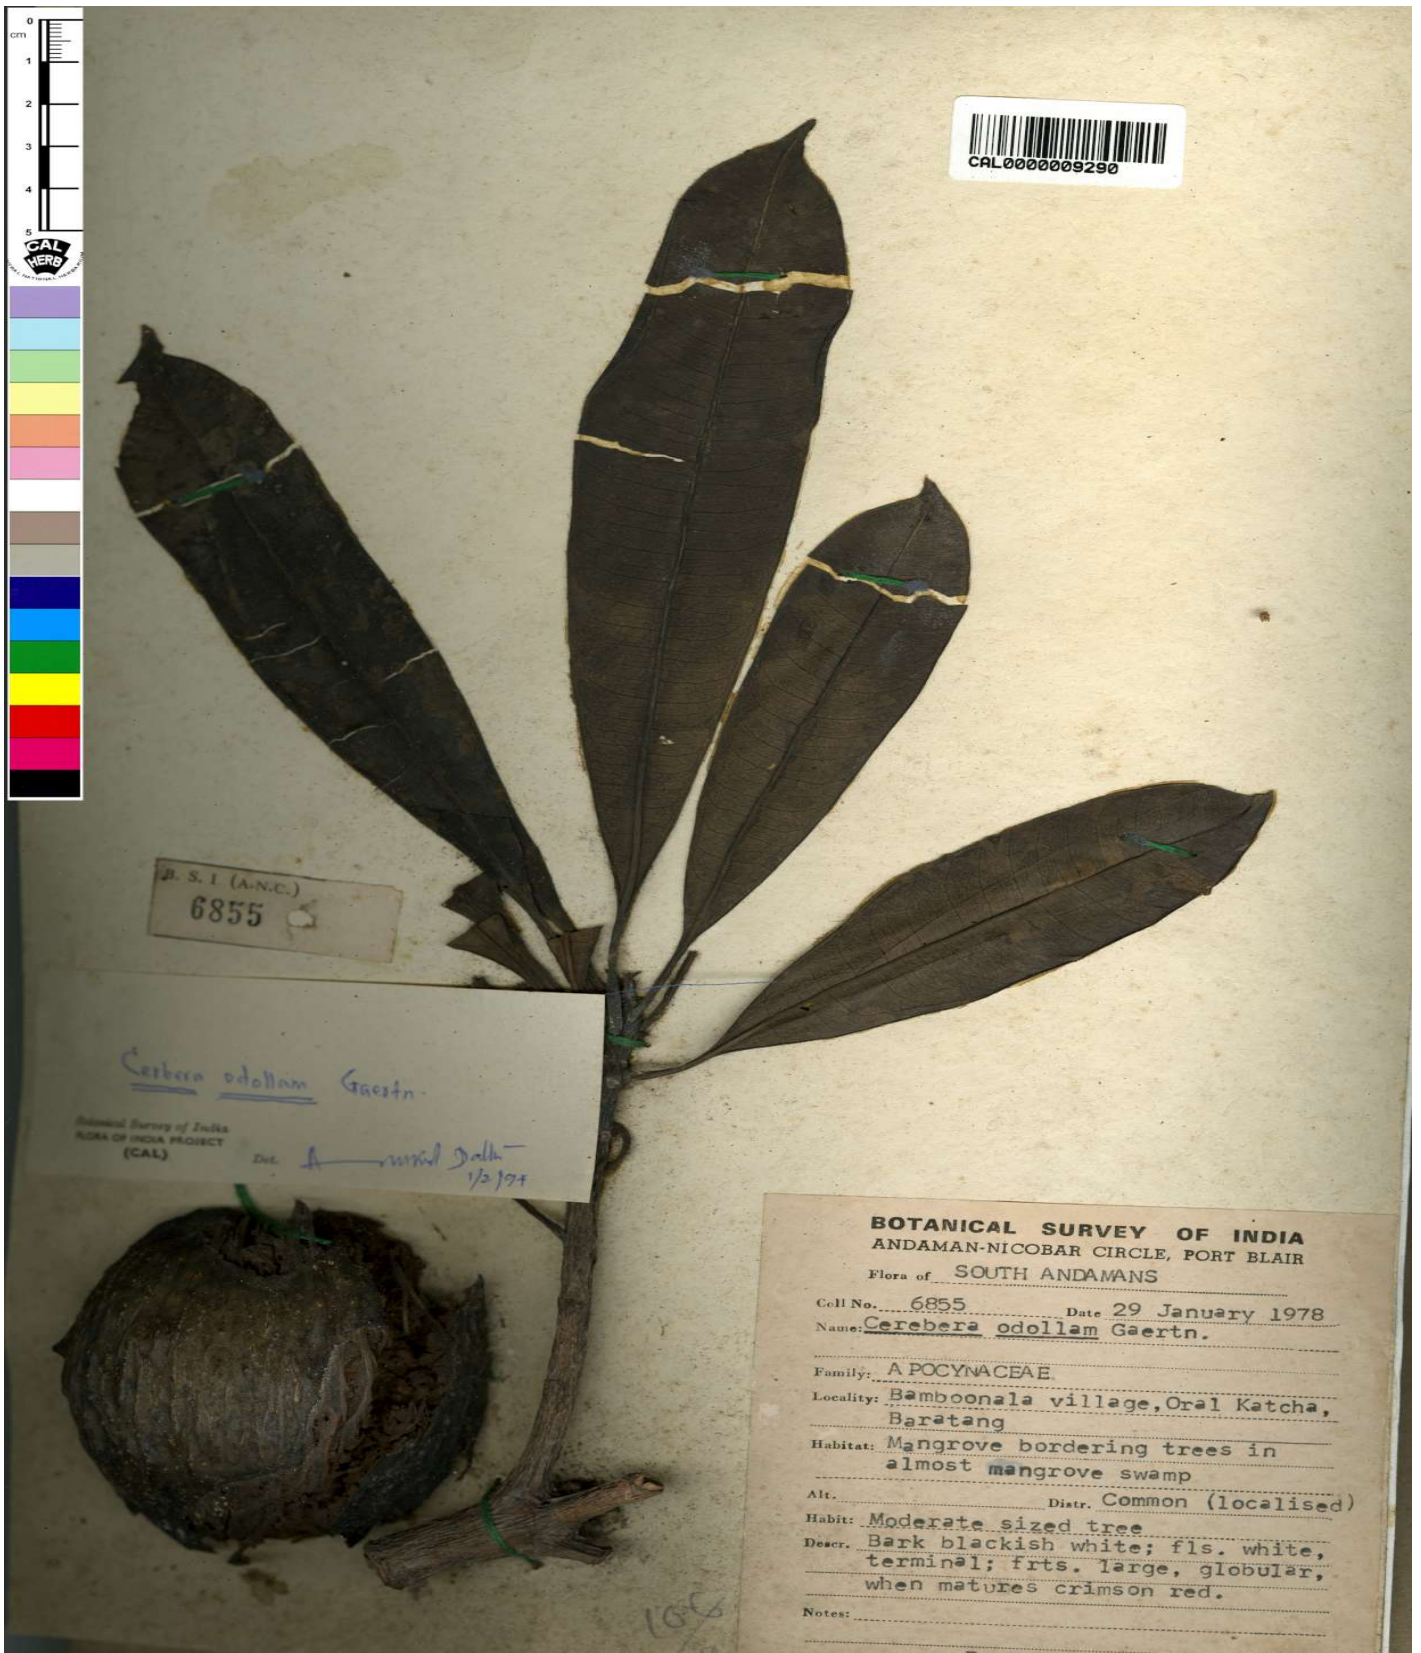 0
cm
1
2
3
4
5
CAL
HERB
CAL0000009290
B. S. I (A-N.C.)
6855
Cerbera odollam Gaertn.
Botanical Survey of India
FLORA OF INDIA PROJECT
(CAL)
Det.
BOTANICAL SURVEY OF INDIA
ANDAMAN-NICOBAR CIRCLE, PORT BLAIR
Flora of SOUTH ANDAMANS
Coll No. 6855 Date 29 January 1978
Name: Cerebera odollam Gaertn.
Family: APOCYNACEAE
Locality: Bamboonala village, Oral Katcha,
Baratang
Habitat: Mangrove bordering trees in
almost mangrove swamp
Alt. Distr. Common (localised)
Habit: Moderate sized tree
Descr. Bark blackish white; fls. white,
terminal; frts. large, globular,
when matures crimson red.
Notes: